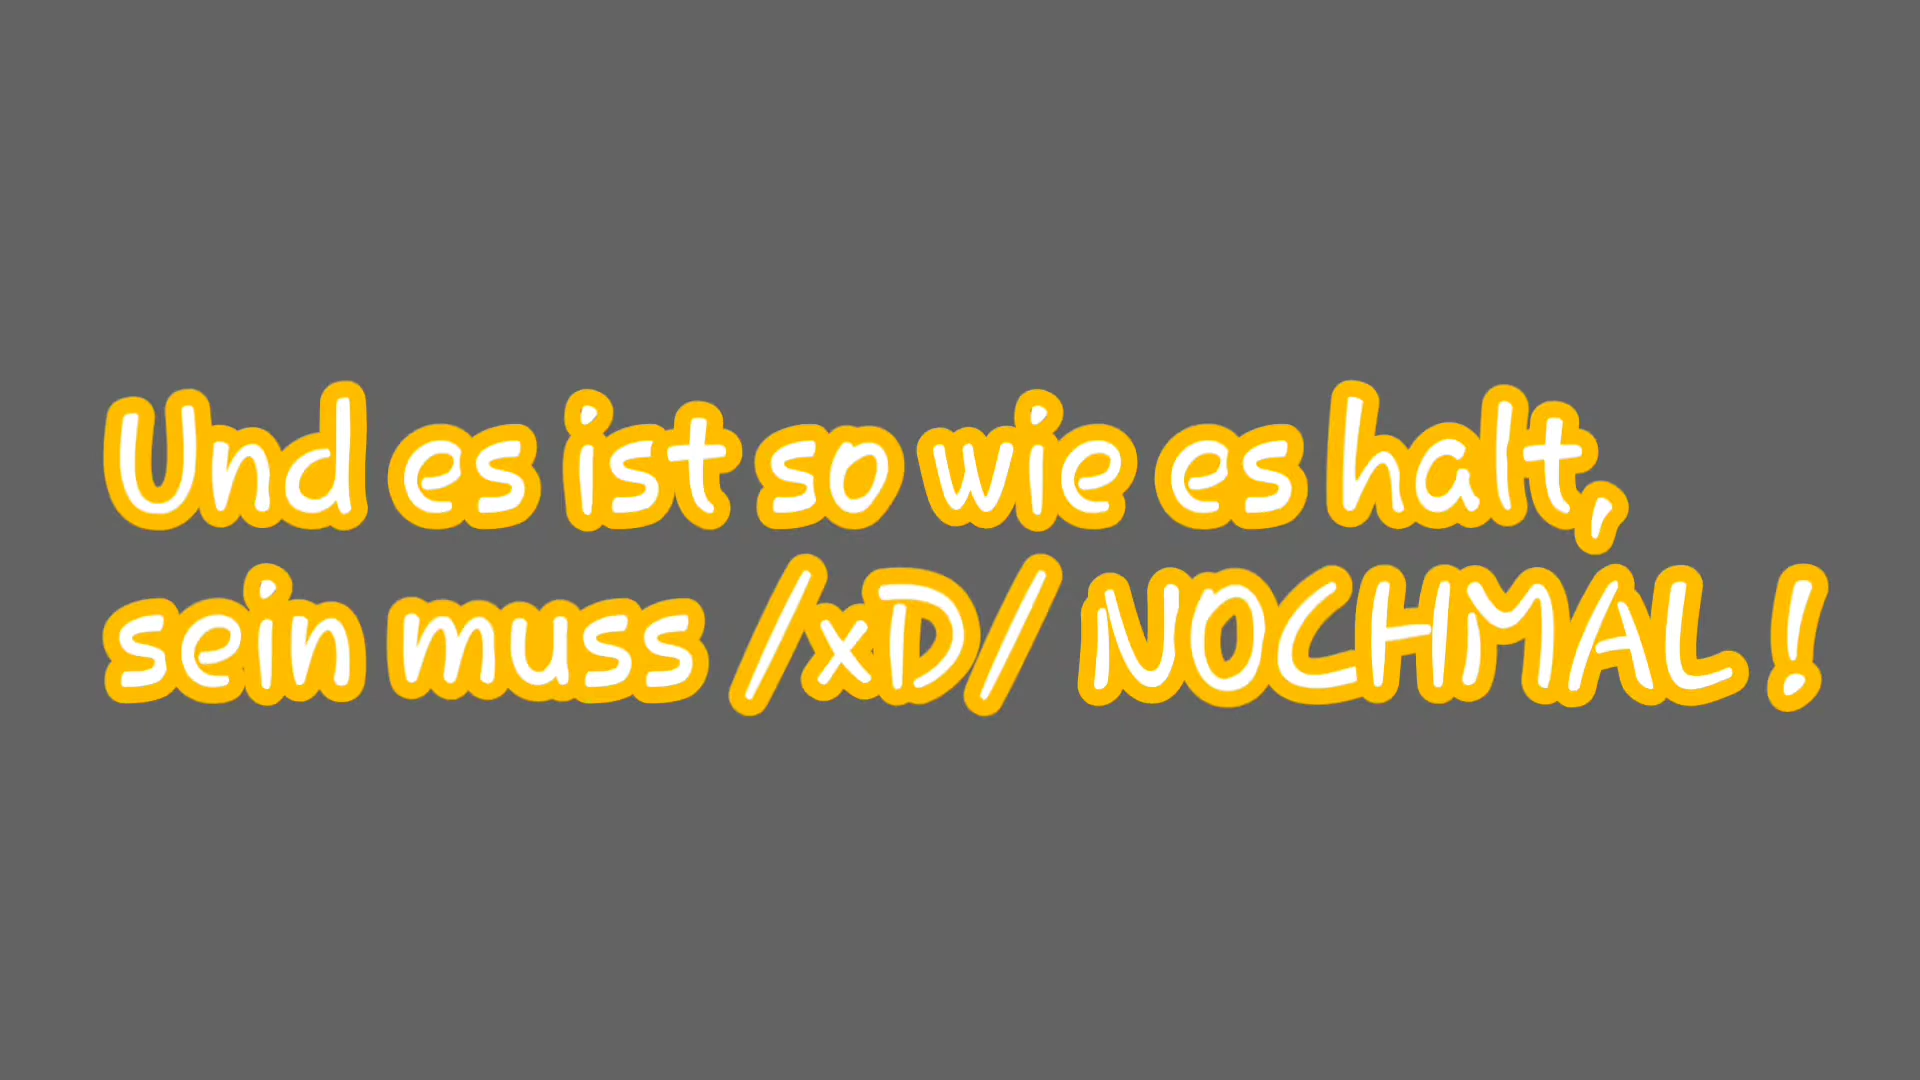 Und es ist so wie es halt,
sein muss /xD/ NOCHMAL !